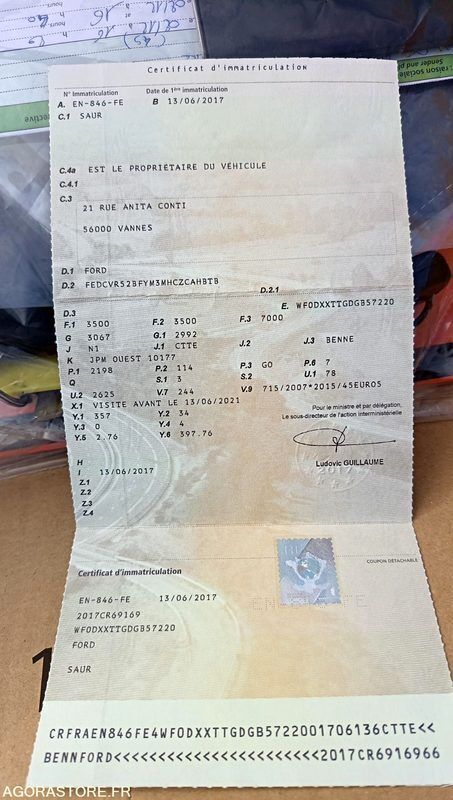 raison sociale
Certificat d'immatriculation
N° Immatriculation Date de 1ère immatriculation
A. EN-846-FE B 13/06/2017
C.1 SAUR
C.4a EST LE PROPRIÉTAIRE DU VÉHICULE
C.4.1
C.3
21 RUE ANITA CONTI
56000 VANNES
D.1 FORD
D.2 FEDCVR52BFYM3MHCZCAHBTB D.2.1
D.3 E. WF0DXXTTGDGB57220
F.1 3500 F.2 3500 F.3 7000
G 3067 G.1 2992
J N1 J.1 CTTE J.2 J.3 BENNE
K JPM OUEST 10177
P.1 2198 P.2 114 P.3 GO P.6 7
Q S.1 3 S.2 U.1 78
U.2 2625 V.7 244 V.9 715/2007*2015/45EURO5
X.1 VISITE AVANT LE 13/06/2021
Y.1 357 Y.2 34
Y.3 0 Y.4 4
Y.5 2.76 Y.6 397.76
Pour le ministre et par délégation,
Le sous-directeur de l'action interministérielle
Ludovic GUILLAUME
H
I 13/06/2017
Z.1
Z.2
Z.3
Z.4
COUPON DÉTACHABLE
Certificat d'immatriculation
EN-846-FE 13/06/2017
2017CR69169
WF0DXXTTGDGB57220
FORD
SAUR
CRFRAEN846FE4WF0DXXTTGDGB5722001706136CTTE<<
BENNFORD<<<<<<<<<<<<<<<<<<<<<<<<2017CR6916966
AGORASTORE.FR